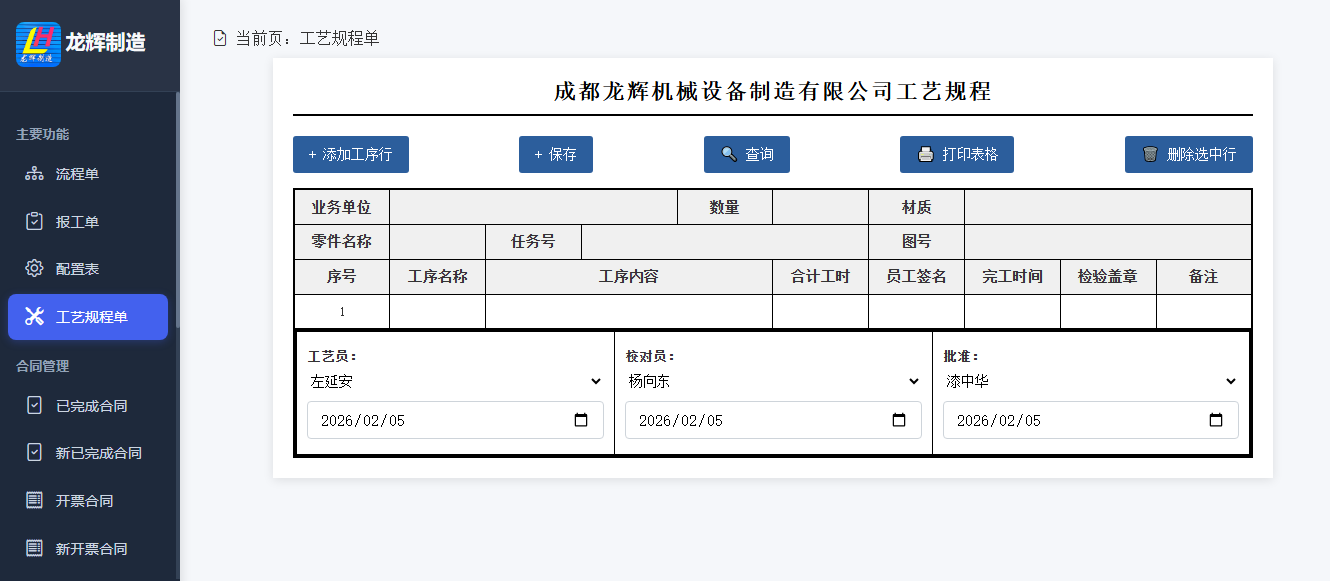 龙辉制造
龙辉制造
当前页：工艺规程单
主要功能
流程单
报工单
配置表
工艺规程单
合同管理
已完成合同
新已完成合同
开票合同
新开票合同
成都龙辉机械设备制造有限公司工艺规程
+ 添加工序行 + 保存 查询 打印表格 删除选中行
业务单位 数量 材质
零件名称 任务号 图号
序号 工序名称 工序内容 合计工时 员工签名 完工时间 检验盖章 备注
1
工艺员： 校对员： 批准：
左延安 杨向东 漆中华
2026/02/05 2026/02/05 2026/02/05